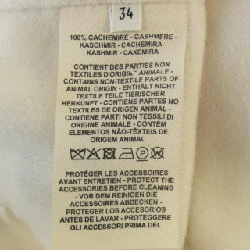 34
100% CACHEMIRE - CASHMERE -
KASCHMIR - CACHEMIRA
KASHMIR - CAXEMIRA
CONTIENT DES PARTIES NON
TEXTILES D'ORIGINE ANIMALE -
CONTAINS NON-TEXTILE PARTS OF
ANIMAL ORIGIN - ENTHÄLT NICHT
TEXTILE TEILE TIERISCHER
HERKUNFT - CONTIENE PARTES NO
TEXTILES DE ORIGEN ANIMAL -
CONTIENE PARTI NON TESSILI DI
ORIGINE ANIMALE - CONTÉM
ELEMENTOS NÃO-TÊXTEIS DE
ORIGEM ANIMAL
PROTÉGER LES ACCESSOIRES
AVANT ENTRETIEN - PROTECT THE
ACCESSORIES BEFORE CLEANING
- VOR DEM REINIGEN DIE
ACCESSOIRES ABDECKEN -
PROTEGER LOS ACCESORIOS
ANTES DE LAVAR - PROTEGGERE
GLI ACCESSORI PRIMA DEL